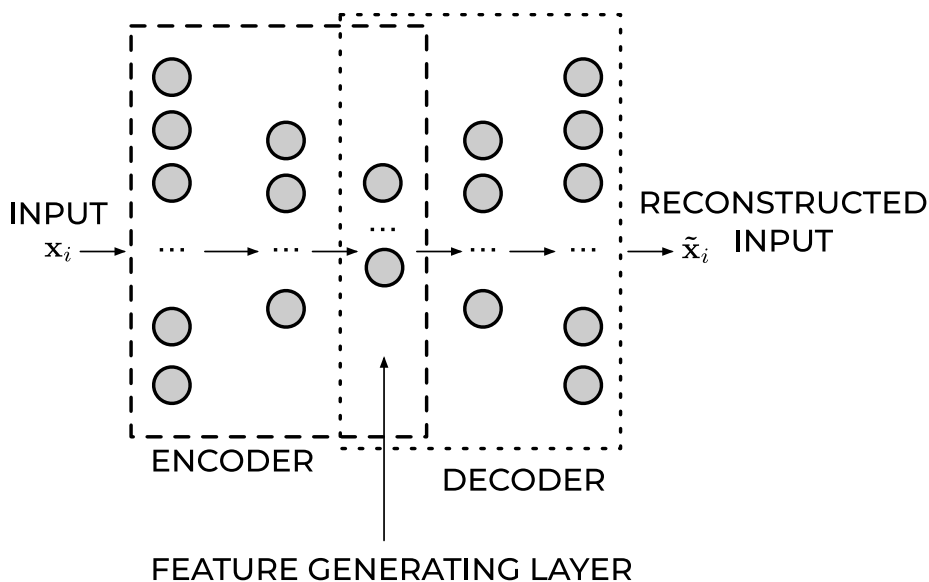 INPUT
x_i
... ... ... ... ...
RECONSTRUCTED
INPUT
x̃_i
ENCODER
DECODER
FEATURE GENERATING LAYER